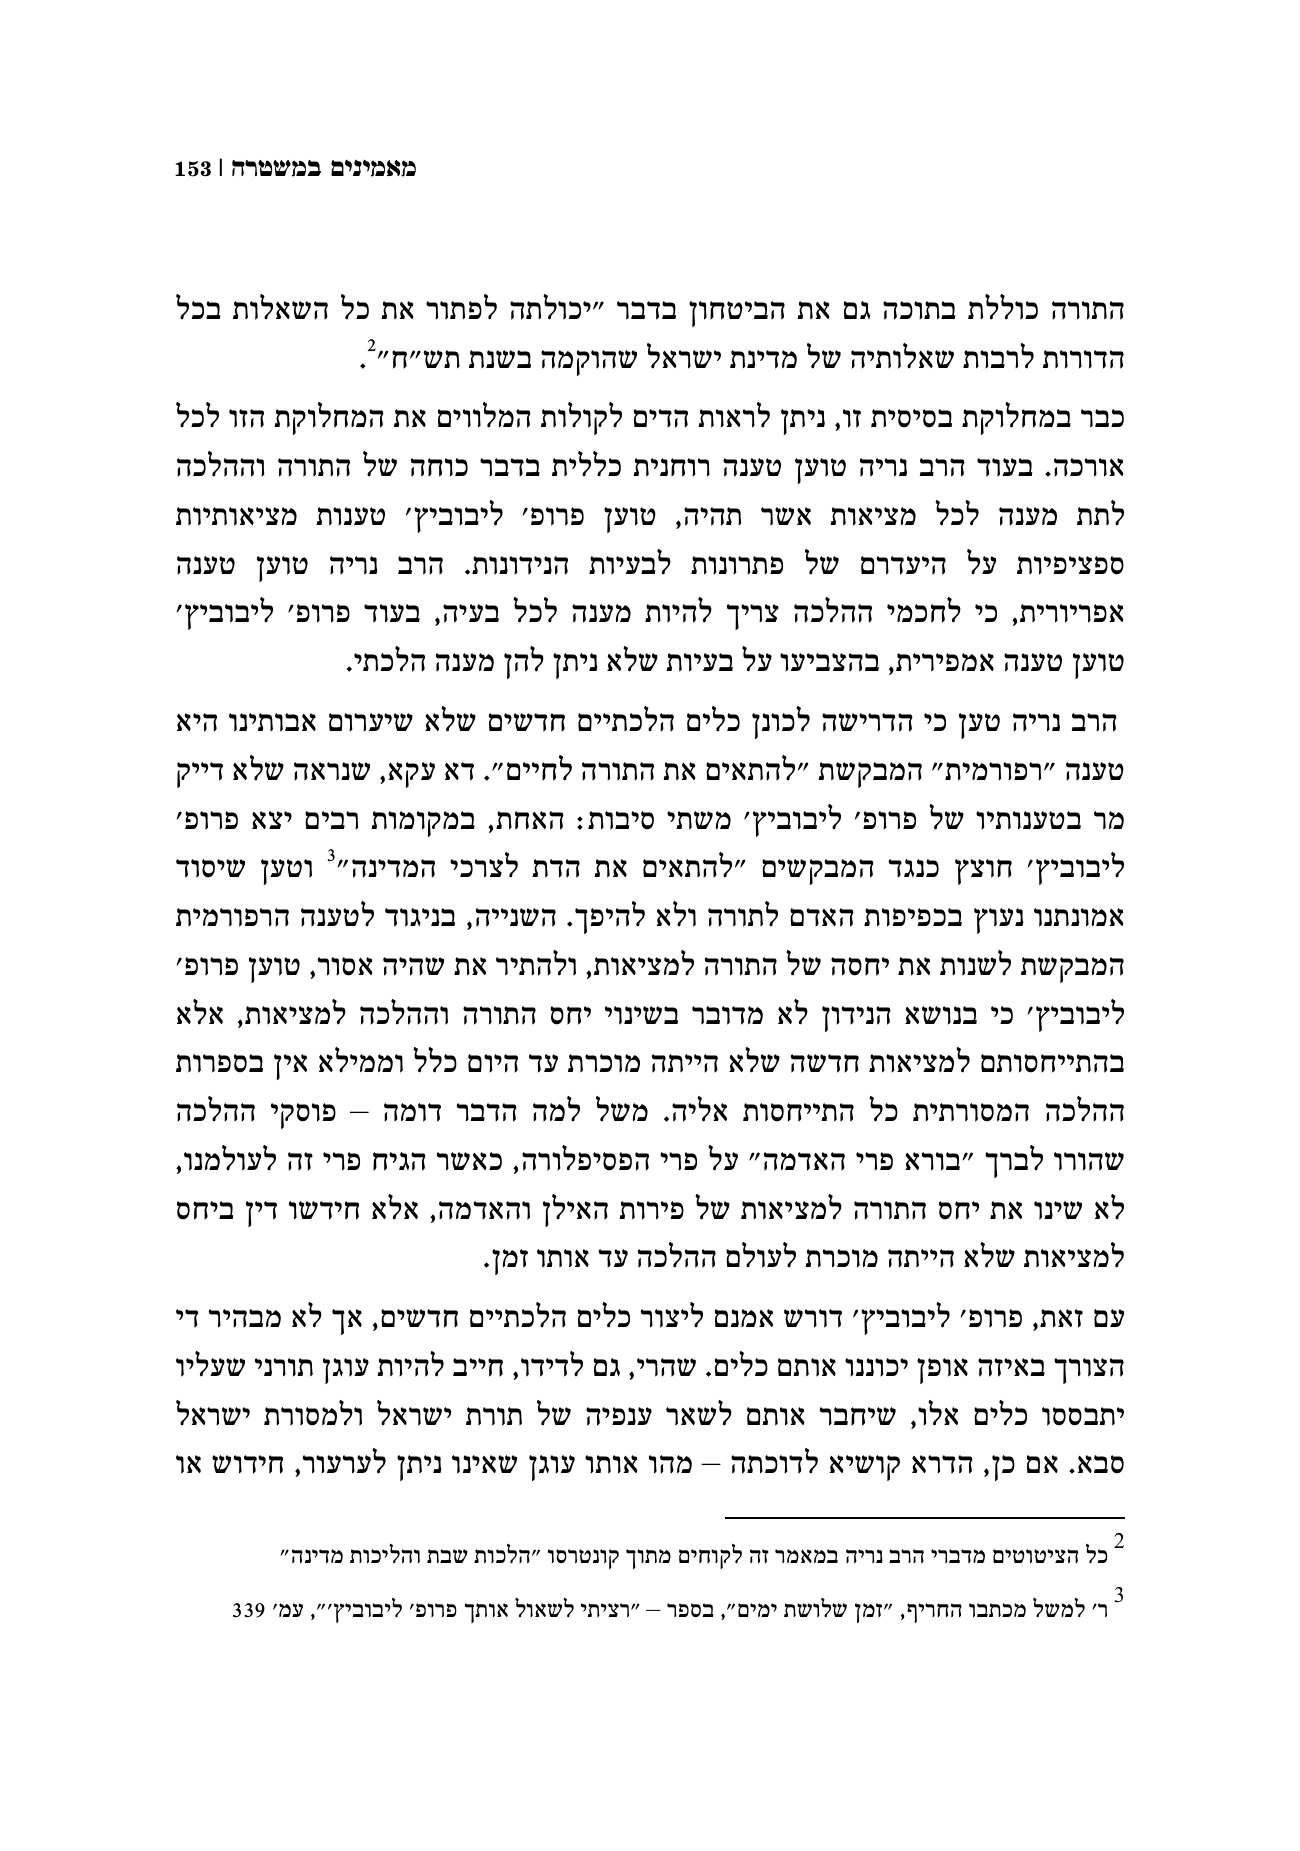 מאמינים במשטרה | 153
התורה כוללת בתוכה גם את הביטחון בדבר ״יכולתה לפתור את כל השאלות בכל
הדורות לרבות שאלותיה של מדינת ישראל שהוקמה בשנת תש״ח״2.
כבר במחלוקת בסיסית זו, ניתן לראות הדים לקולות המלווים את המחלוקת הזו לכל
אורכה. בעוד הרב נריה טוען טענה רוחנית כללית בדבר כוחה של התורה וההלכה
לתת מענה לכל מציאות אשר תהיה, טוען פרופ׳ ליבוביץ׳ טענות מציאותיות
ספציפיות על היעדרם של פתרונות לבעיות הנידונות. הרב נריה טוען טענה
אפריורית, כי לחכמי ההלכה צריך להיות מענה לכל בעיה, בעוד פרופ׳ ליבוביץ׳
טוען טענה אמפירית, בהצביעו על בעיות שלא ניתן להן מענה הלכתי.
הרב נריה טען כי הדרישה לכונן כלים הלכתיים חדשים שלא שיערום אבותינו היא
טענה ״רפורמית״ המבקשת ״להתאים את התורה לחיים״. דא עקא, שנראה שלא דייק
מר בטענותיו של פרופ׳ ליבוביץ׳ משתי סיבות: האחת, במקומות רבים יצא פרופ׳
ליבוביץ׳ חוצץ כנגד המבקשים ״להתאים את הדת לצרכי המדינה״3 וטען שיסוד
אמונתנו נעוץ בכפיפות האדם לתורה ולא להיפך. השנייה, בניגוד לטענה הרפורמית
המבקשת לשנות את יחסה של התורה למציאות, ולהתיר את שהיה אסור, טוען פרופ׳
ליבוביץ׳ כי בנושא הנידון לא מדובר בשינוי יחס התורה וההלכה למציאות, אלא
בהתייחסותם למציאות חדשה שלא הייתה מוכרת עד היום כלל וממילא אין בספרות
ההלכה המסורתית כל התייחסות אליה. משל למה הדבר דומה – פוסקי ההלכה
שהורו לברך ״בורא פרי האדמה״ על פרי הפסיפלורה, כאשר הגיח פרי זה לעולמנו,
לא שינו את יחס התורה למציאות של פירות האילן והאדמה, אלא חידשו דין ביחס
למציאות שלא הייתה מוכרת לעולם ההלכה עד אותו זמן.
עם זאת, פרופ׳ ליבוביץ׳ דורש אמנם ליצור כלים הלכתיים חדשים, אך לא מבהיר די
הצורך באיזה אופן יכוננו אותם כלים. שהרי, גם לדידו, חייב להיות עוגן תורני שעליו
יתבססו כלים אלו, שיחבר אותם לשאר ענפיה של תורת ישראל ולמסורת ישראל
סבא. אם כן, הדרא קושיא לדוכתה – מהו אותו עוגן שאינו ניתן לערעור, חידוש או
2 כל הציטוטים מדברי הרב נריה במאמר זה לקוחים מתוך קונטרסו ״הלכות שבת והליכות מדינה״
3 ר׳ למשל מכתבו החריף, ״זמן שלושת ימים״, בספר – ״רציתי לשאול אותך פרופ׳ ליבוביץ׳״, עמ׳ 339